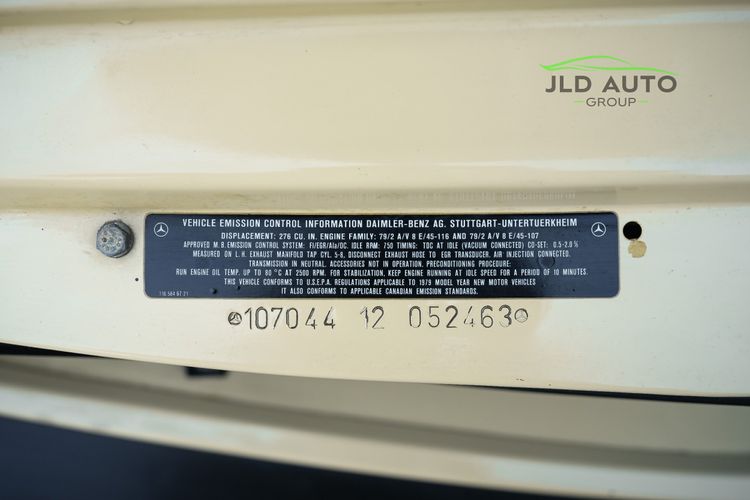 JLD AUTO
GROUP
VEHICLE EMISSION CONTROL INFORMATION DAIMLER-BENZ AG. STUTTGART-UNTERTUERKHEIM
DISPLACEMENT: 276 CU. IN. ENGINE FAMILY: 79/2 A/V 8 E/45-116 AND 79/2 A/V 8 E/45-107
APPROVED M.B. EMISSION CONTROL SYSTEM: FI/EGR/Ala/OC. IDLE RPM: 750 TIMING: TDC AT IDLE (VACUUM CONNECTED) CO-SET: 0.5-2.0 %
MEASURED ON L.H. EXHAUST MANIFOLD TAP CYL. 5-8, DISCONNECT EXHAUST HOSE TO EGR TRANSDUCER. AIR INJECTION CONNECTED.
TRANSMISSION IN NEUTRAL, ACCESSORIES NOT IN OPERATION, PRECONDITIONING PROCEDURE:
RUN ENGINE OIL TEMP. UP TO 80 °C AT 2500 RPM. FOR STABILIZATION, KEEP ENGINE RUNNING AT IDLE SPEED FOR A PERIOD OF 10 MINUTES.
THIS VEHICLE CONFORMS TO U.S.E.P.A. REGULATIONS APPLICABLE TO 1979 MODEL YEAR NEW MOTOR VEHICLES
IT ALSO CONFORMS TO APPLICABLE CANADIAN EMISSION STANDARDS.
116 584 67 21
107044 12 052463